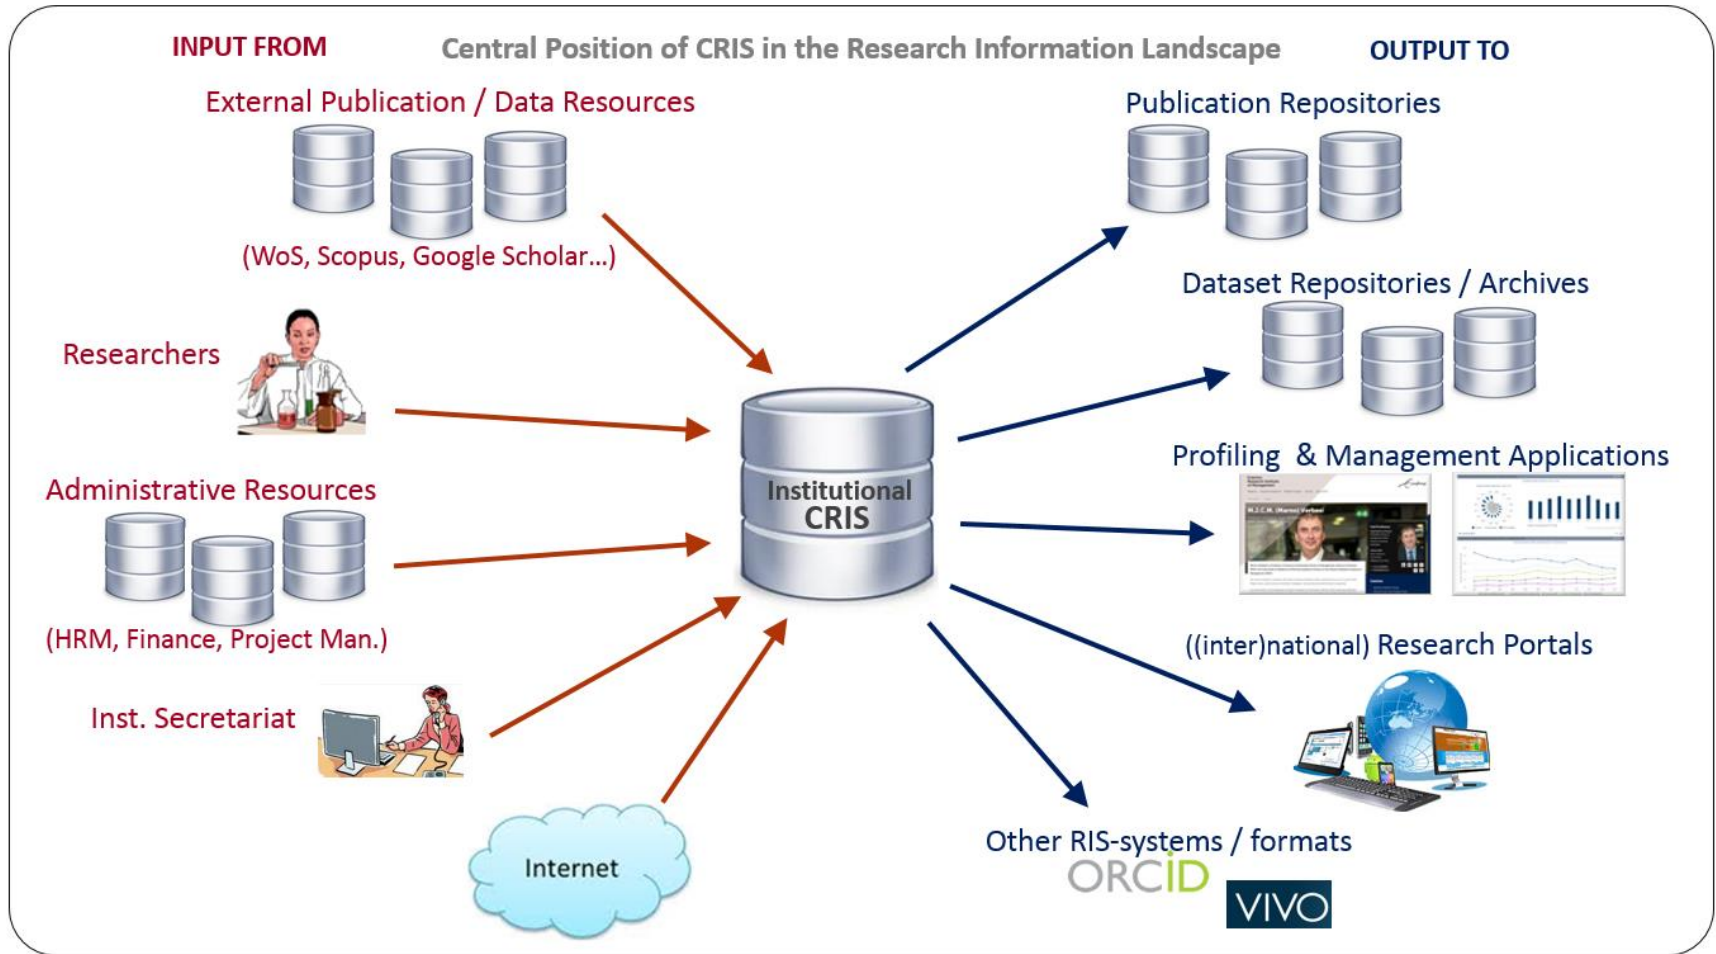 INPUT FROM
Central Position of CRIS in the Research Information Landscape
OUTPUT TO
External Publication / Data Resources
(WoS, Scopus, Google Scholar...)
Researchers
Administrative Resources
(HRM, Finance, Project Man.)
Inst. Secretariat
Internet
Institutional
CRIS
Publication Repositories
Dataset Repositories / Archives
Profiling & Management Applications
((inter)national) Research Portals
Other RIS-systems / formats
ORCiD
VIVO